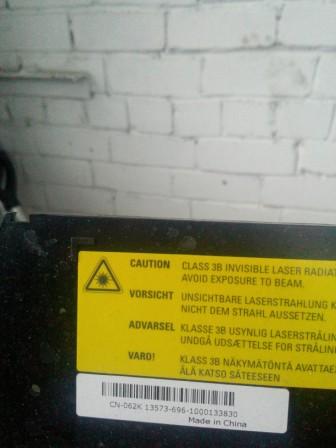 CAUTION CLASS 3B INVISIBLE LASER
AVOID EXPOSURE TO BEAM.
VORSICHT UNSICHTBARE LASERSTRAHLUNG
NICHT DEM STRAHL AUSSETZEN.
ADVARSEL KLASSE 3B USYNLIG
UNDGÅ UDSÆTTELSE FOR
VARO! KLASS 3B NÄKYMÄTÖNTÄ
ÄLÄ KATSO SÄTEESEEN
CN-062K 13573-696-1000133830
Made in China